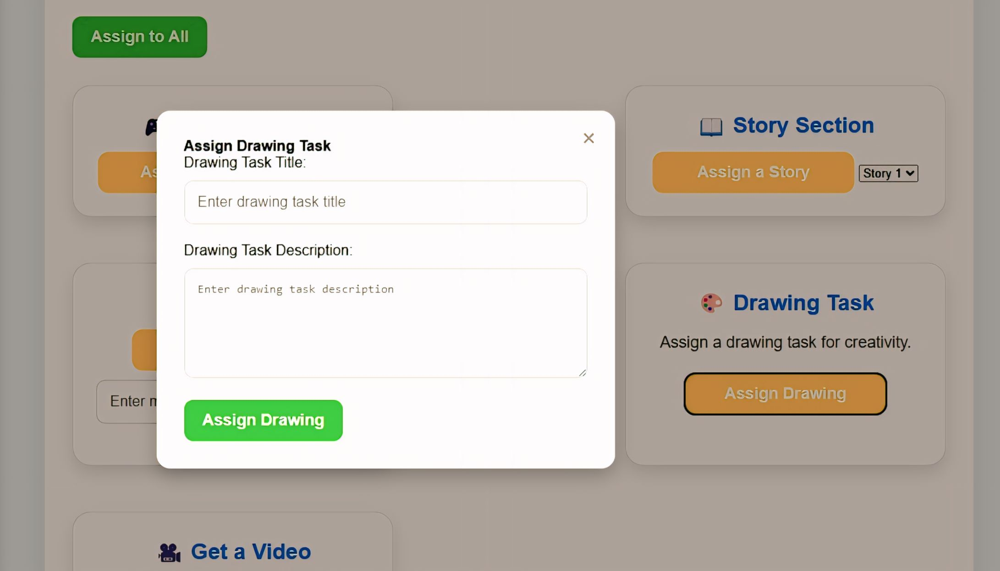 Assign to All
Story Section
Assign a Story
Story 1
Assign Drawing Task
Drawing Task Title:
Enter drawing task title
Drawing Task Description:
Enter drawing task description
Assign Drawing
Enter
Drawing Task
Assign a drawing task for creativity.
Assign Drawing
Get a Video